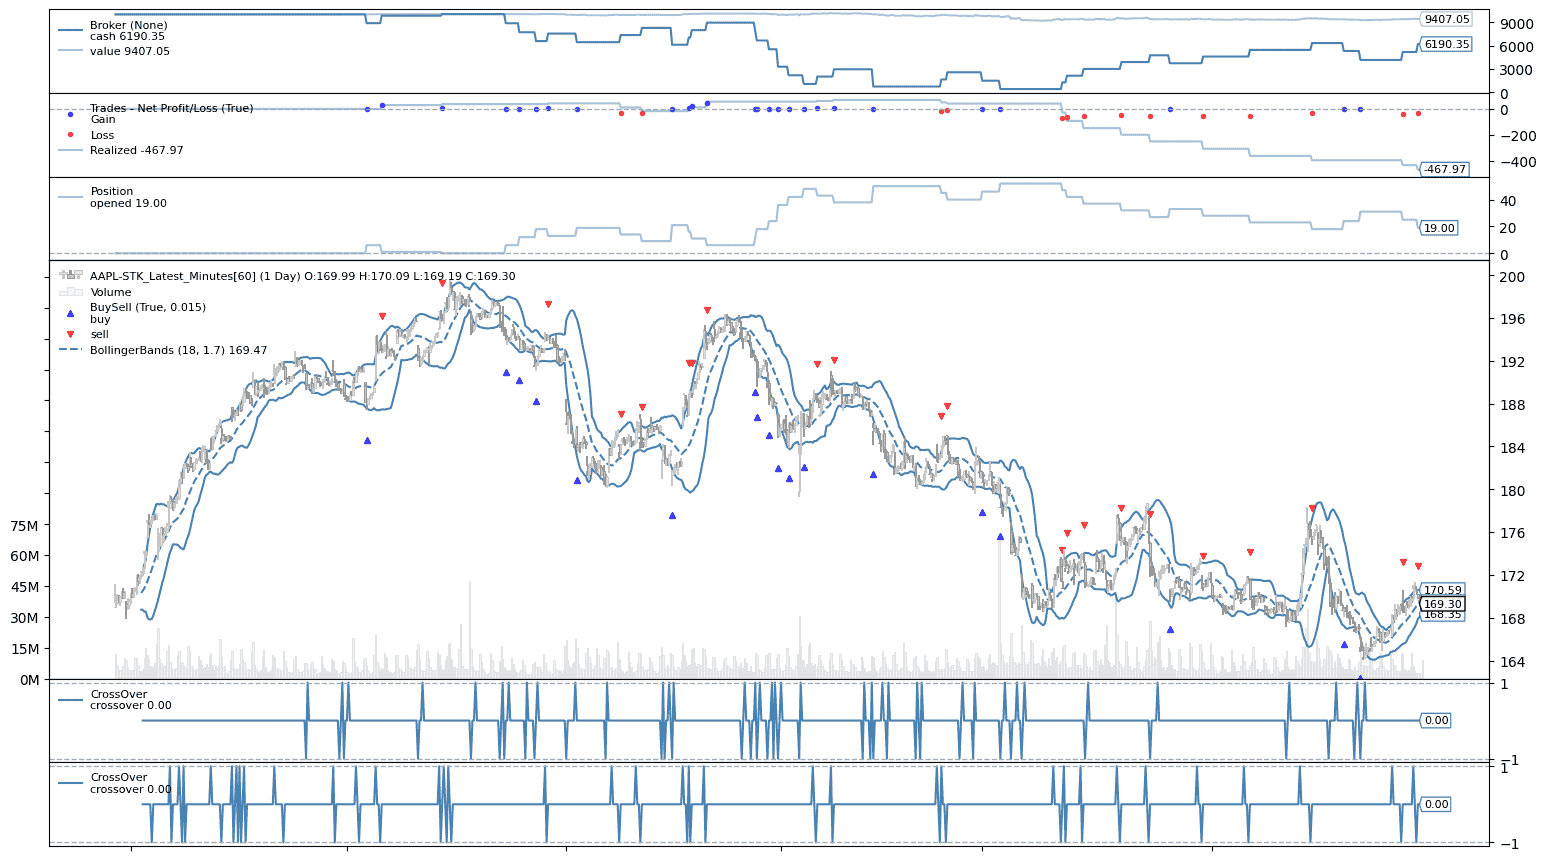 Broker (None)
cash 6190.35
value 9407.05
9407.05
6190.35
9000
6000
3000
0
Trades - Net Profit/Loss (True)
Gain
Loss
Realized -467.97
0
−200
−400
-467.97
Position
opened 19.00
40
20
0
19.00
AAPL-STK_Latest_Minutes[60] (1 Day) O:169.99 H:170.09 L:169.19 C:169.30
Volume
BuySell (True, 0.015)
buy
sell
BollingerBands (18, 1.7) 169.47
200
196
192
188
184
180
176
172
168
164
170.59
169.30
168.35
75M
60M
45M
30M
15M
0M
CrossOver
crossover 0.00
1
0.00
−1
CrossOver
crossover 0.00
1
0.00
−1